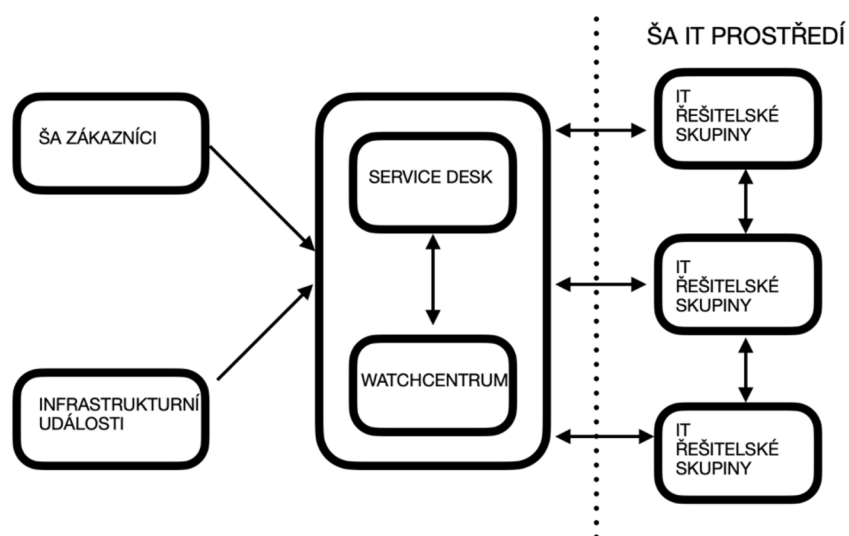 ŠA IT PROSTŘEDÍ
ŠA ZÁKAZNÍCI
INFRASTRUKTURNÍ
UDÁLOSTI
SERVICE DESK
WATCHCENTRUM
IT
ŘEŠITELSKÉ
SKUPINY
IT
ŘEŠITELSKÉ
SKUPINY
IT
ŘEŠITELSKÉ
SKUPINY